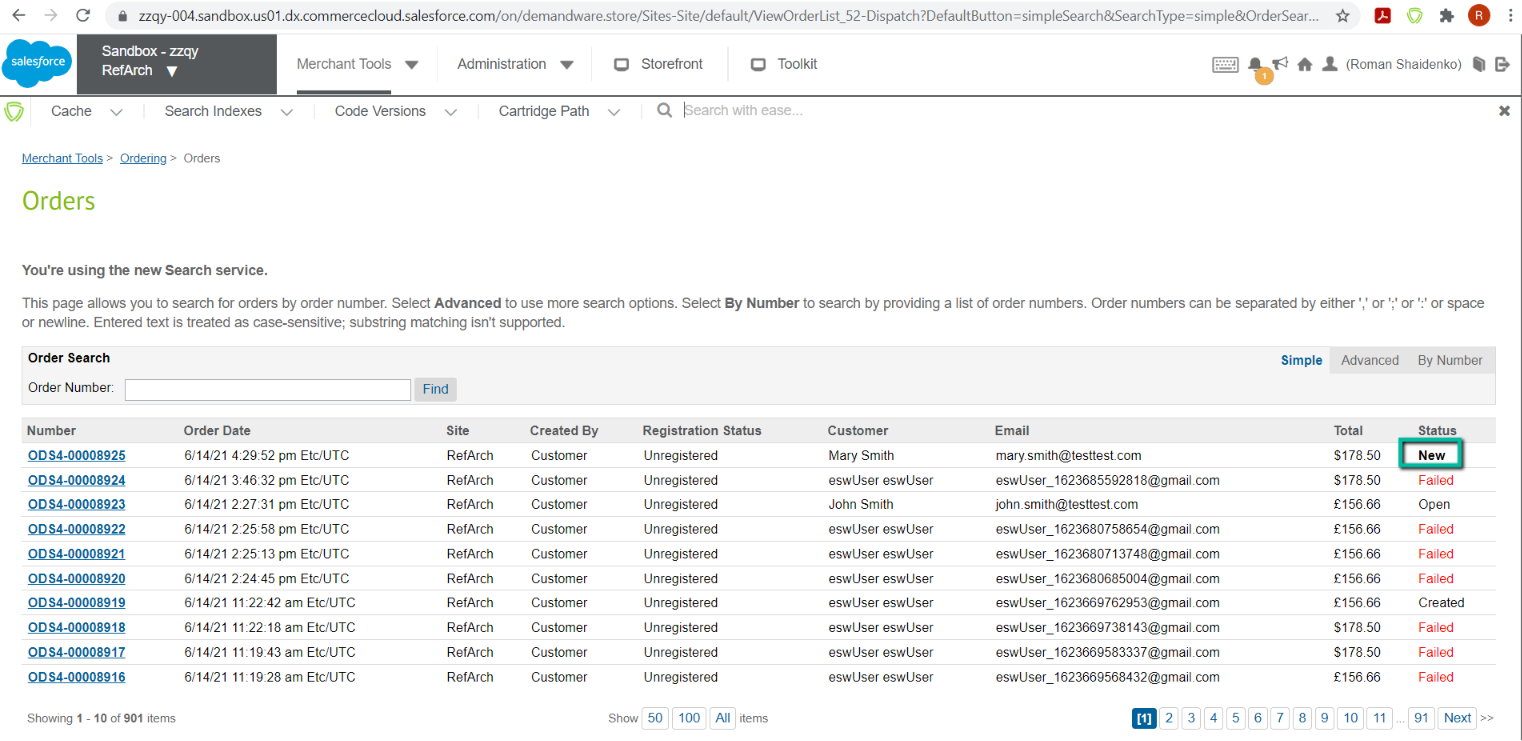 zzqy-004.sandbox.us01.dx.commercecloud.salesforce.com/on/demandware.store/Sites-Site/default/ViewOrderList_52-Dispatch?DefaultButton=simpleSearch&SearchType=simple&OrderSear...
R
salesforce
Sandbox - zzqy
RefArch
Merchant Tools
Administration
Storefront
Toolkit
1
(Roman Shaidenko)
Cache
Search Indexes
Code Versions
Cartridge Path
Search with ease...
Merchant Tools > Ordering > Orders
Orders
You're using the new Search service.
This page allows you to search for orders by order number. Select Advanced to use more search options. Select By Number to search by providing a list of order numbers. Order numbers can be separated by either ',' or ';' or ':' or space
or newline. Entered text is treated as case-sensitive; substring matching isn't supported.
Order Search
Simple Advanced By Number
Order Number: Find
Number Order Date Site Created By Registration Status Customer Email Total Status
ODS4-00008925 6/14/21 4:29:52 pm Etc/UTC RefArch Customer Unregistered Mary Smith mary.smith@testtest.com $178.50 New
ODS4-00008924 6/14/21 3:46:32 pm Etc/UTC RefArch Customer Unregistered eswUser eswUser eswUser_1623685592818@gmail.com $178.50 Failed
ODS4-00008923 6/14/21 2:27:31 pm Etc/UTC RefArch Customer Unregistered John Smith john.smith@testtest.com £156.66 Open
ODS4-00008922 6/14/21 2:25:58 pm Etc/UTC RefArch Customer Unregistered eswUser eswUser eswUser_1623680758654@gmail.com £156.66 Failed
ODS4-00008921 6/14/21 2:25:13 pm Etc/UTC RefArch Customer Unregistered eswUser eswUser eswUser_1623680713748@gmail.com £156.66 Failed
ODS4-00008920 6/14/21 2:24:45 pm Etc/UTC RefArch Customer Unregistered eswUser eswUser eswUser_1623680685004@gmail.com £156.66 Failed
ODS4-00008919 6/14/21 11:22:42 am Etc/UTC RefArch Customer Unregistered eswUser eswUser eswUser_1623669762953@gmail.com £156.66 Created
ODS4-00008918 6/14/21 11:22:18 am Etc/UTC RefArch Customer Unregistered eswUser eswUser eswUser_1623669738143@gmail.com $178.50 Failed
ODS4-00008917 6/14/21 11:19:43 am Etc/UTC RefArch Customer Unregistered eswUser eswUser eswUser_1623669583337@gmail.com $178.50 Failed
ODS4-00008916 6/14/21 11:19:28 am Etc/UTC RefArch Customer Unregistered eswUser eswUser eswUser_1623669568432@gmail.com £156.66 Failed
Showing 1 - 10 of 901 items Show 50 100 All items [1] 2 3 4 5 6 7 8 9 10 11 ... 91 Next >>